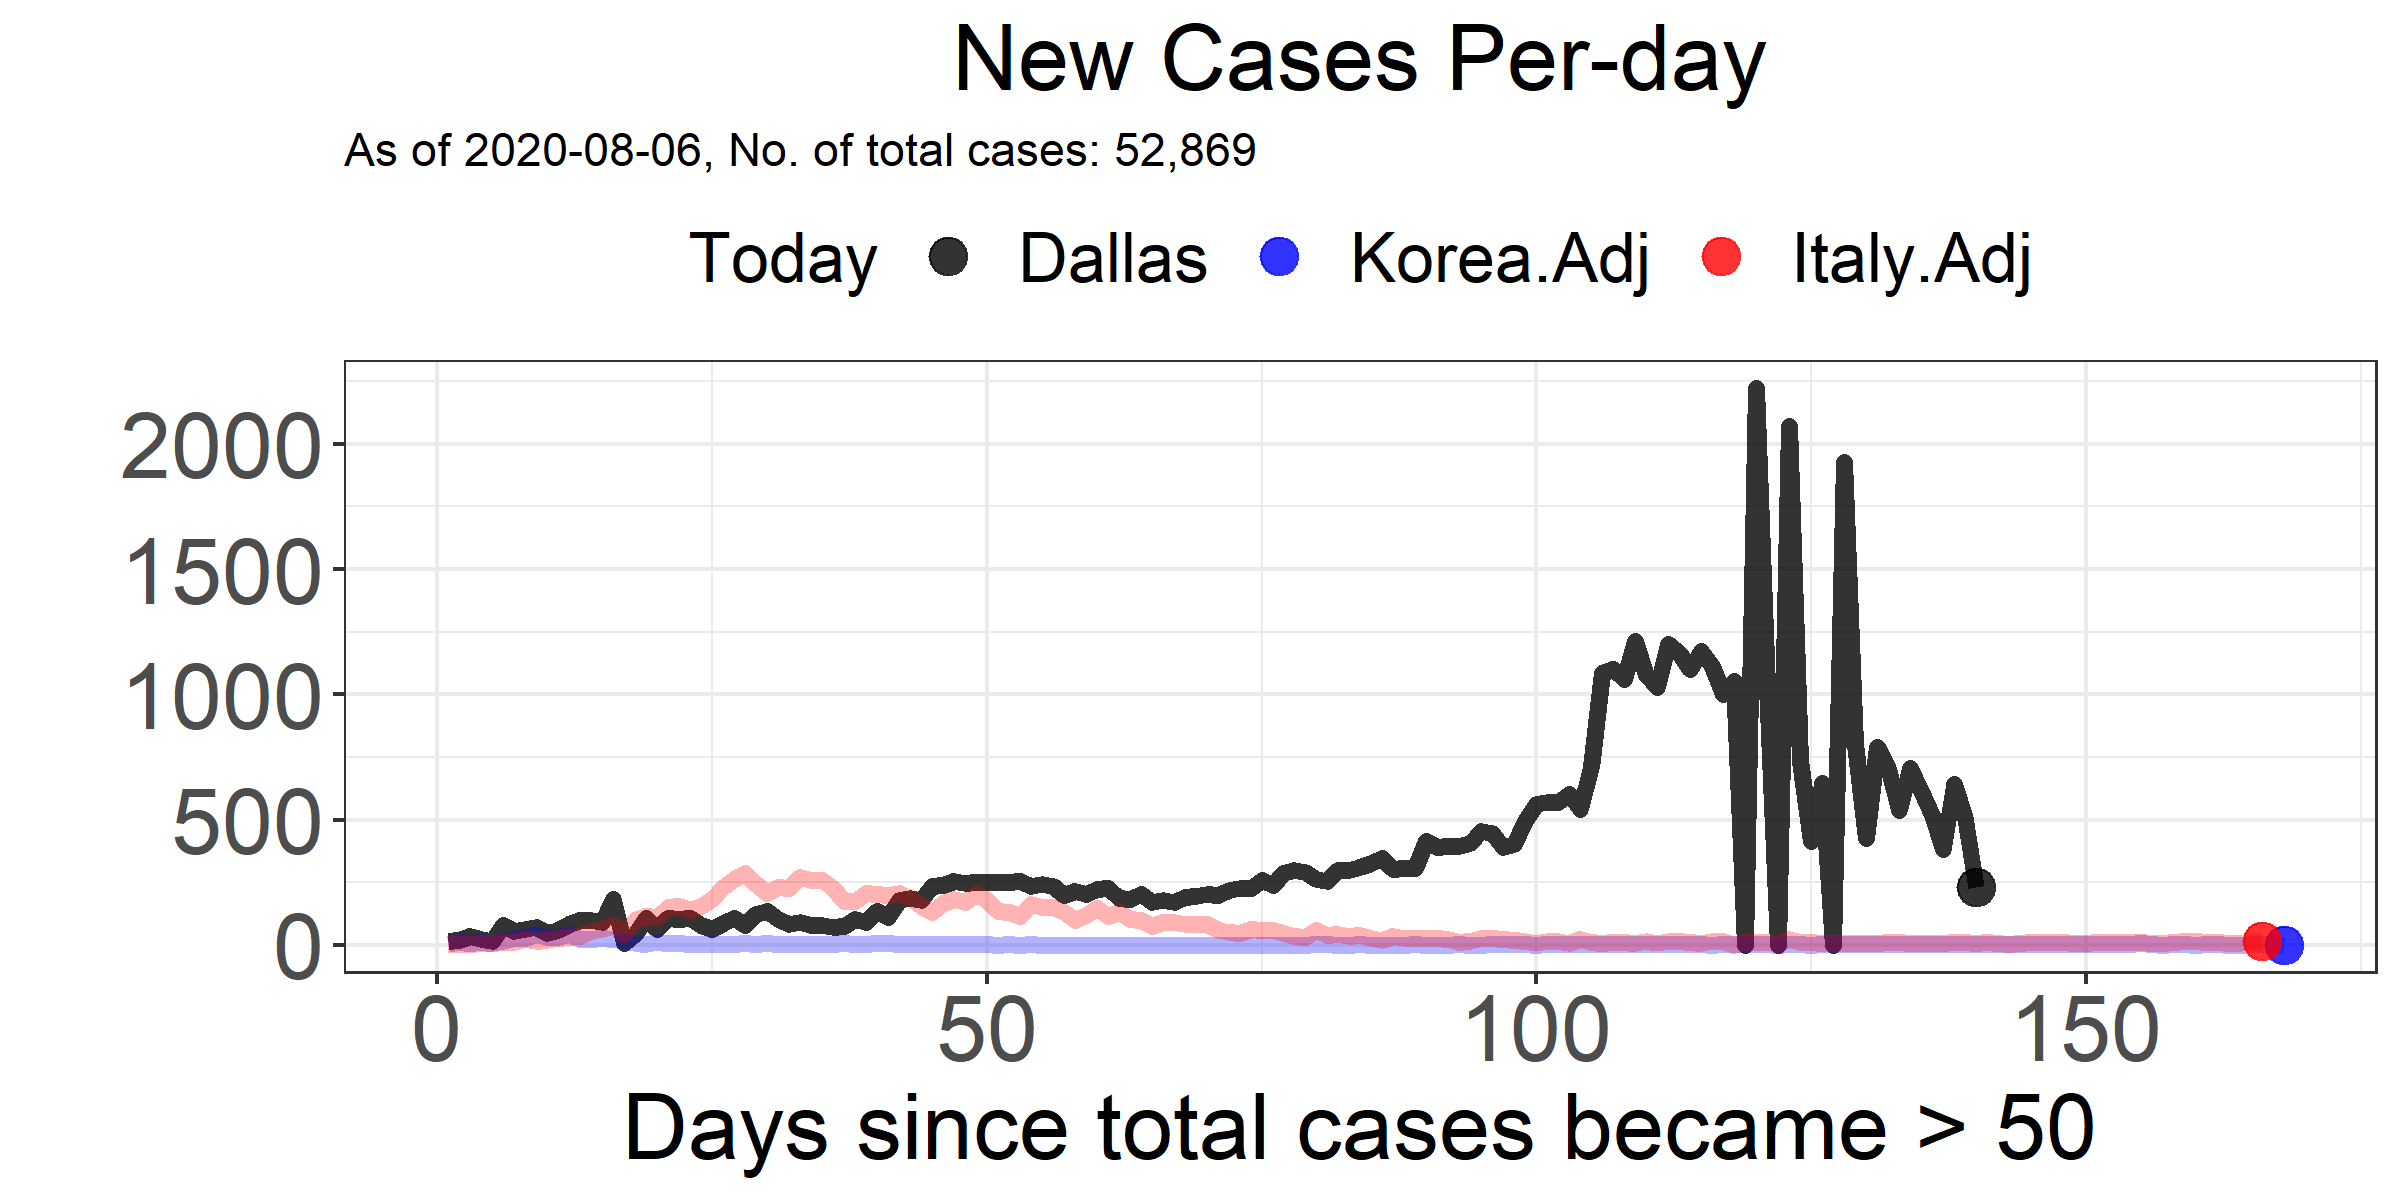 New Cases Per-day
As of 2020-08-06, No. of total cases: 52,869
Today Dallas Korea.Adj Italy.Adj
2000
1500
1000
500
0
0 50 100 150
Days since total cases became > 50